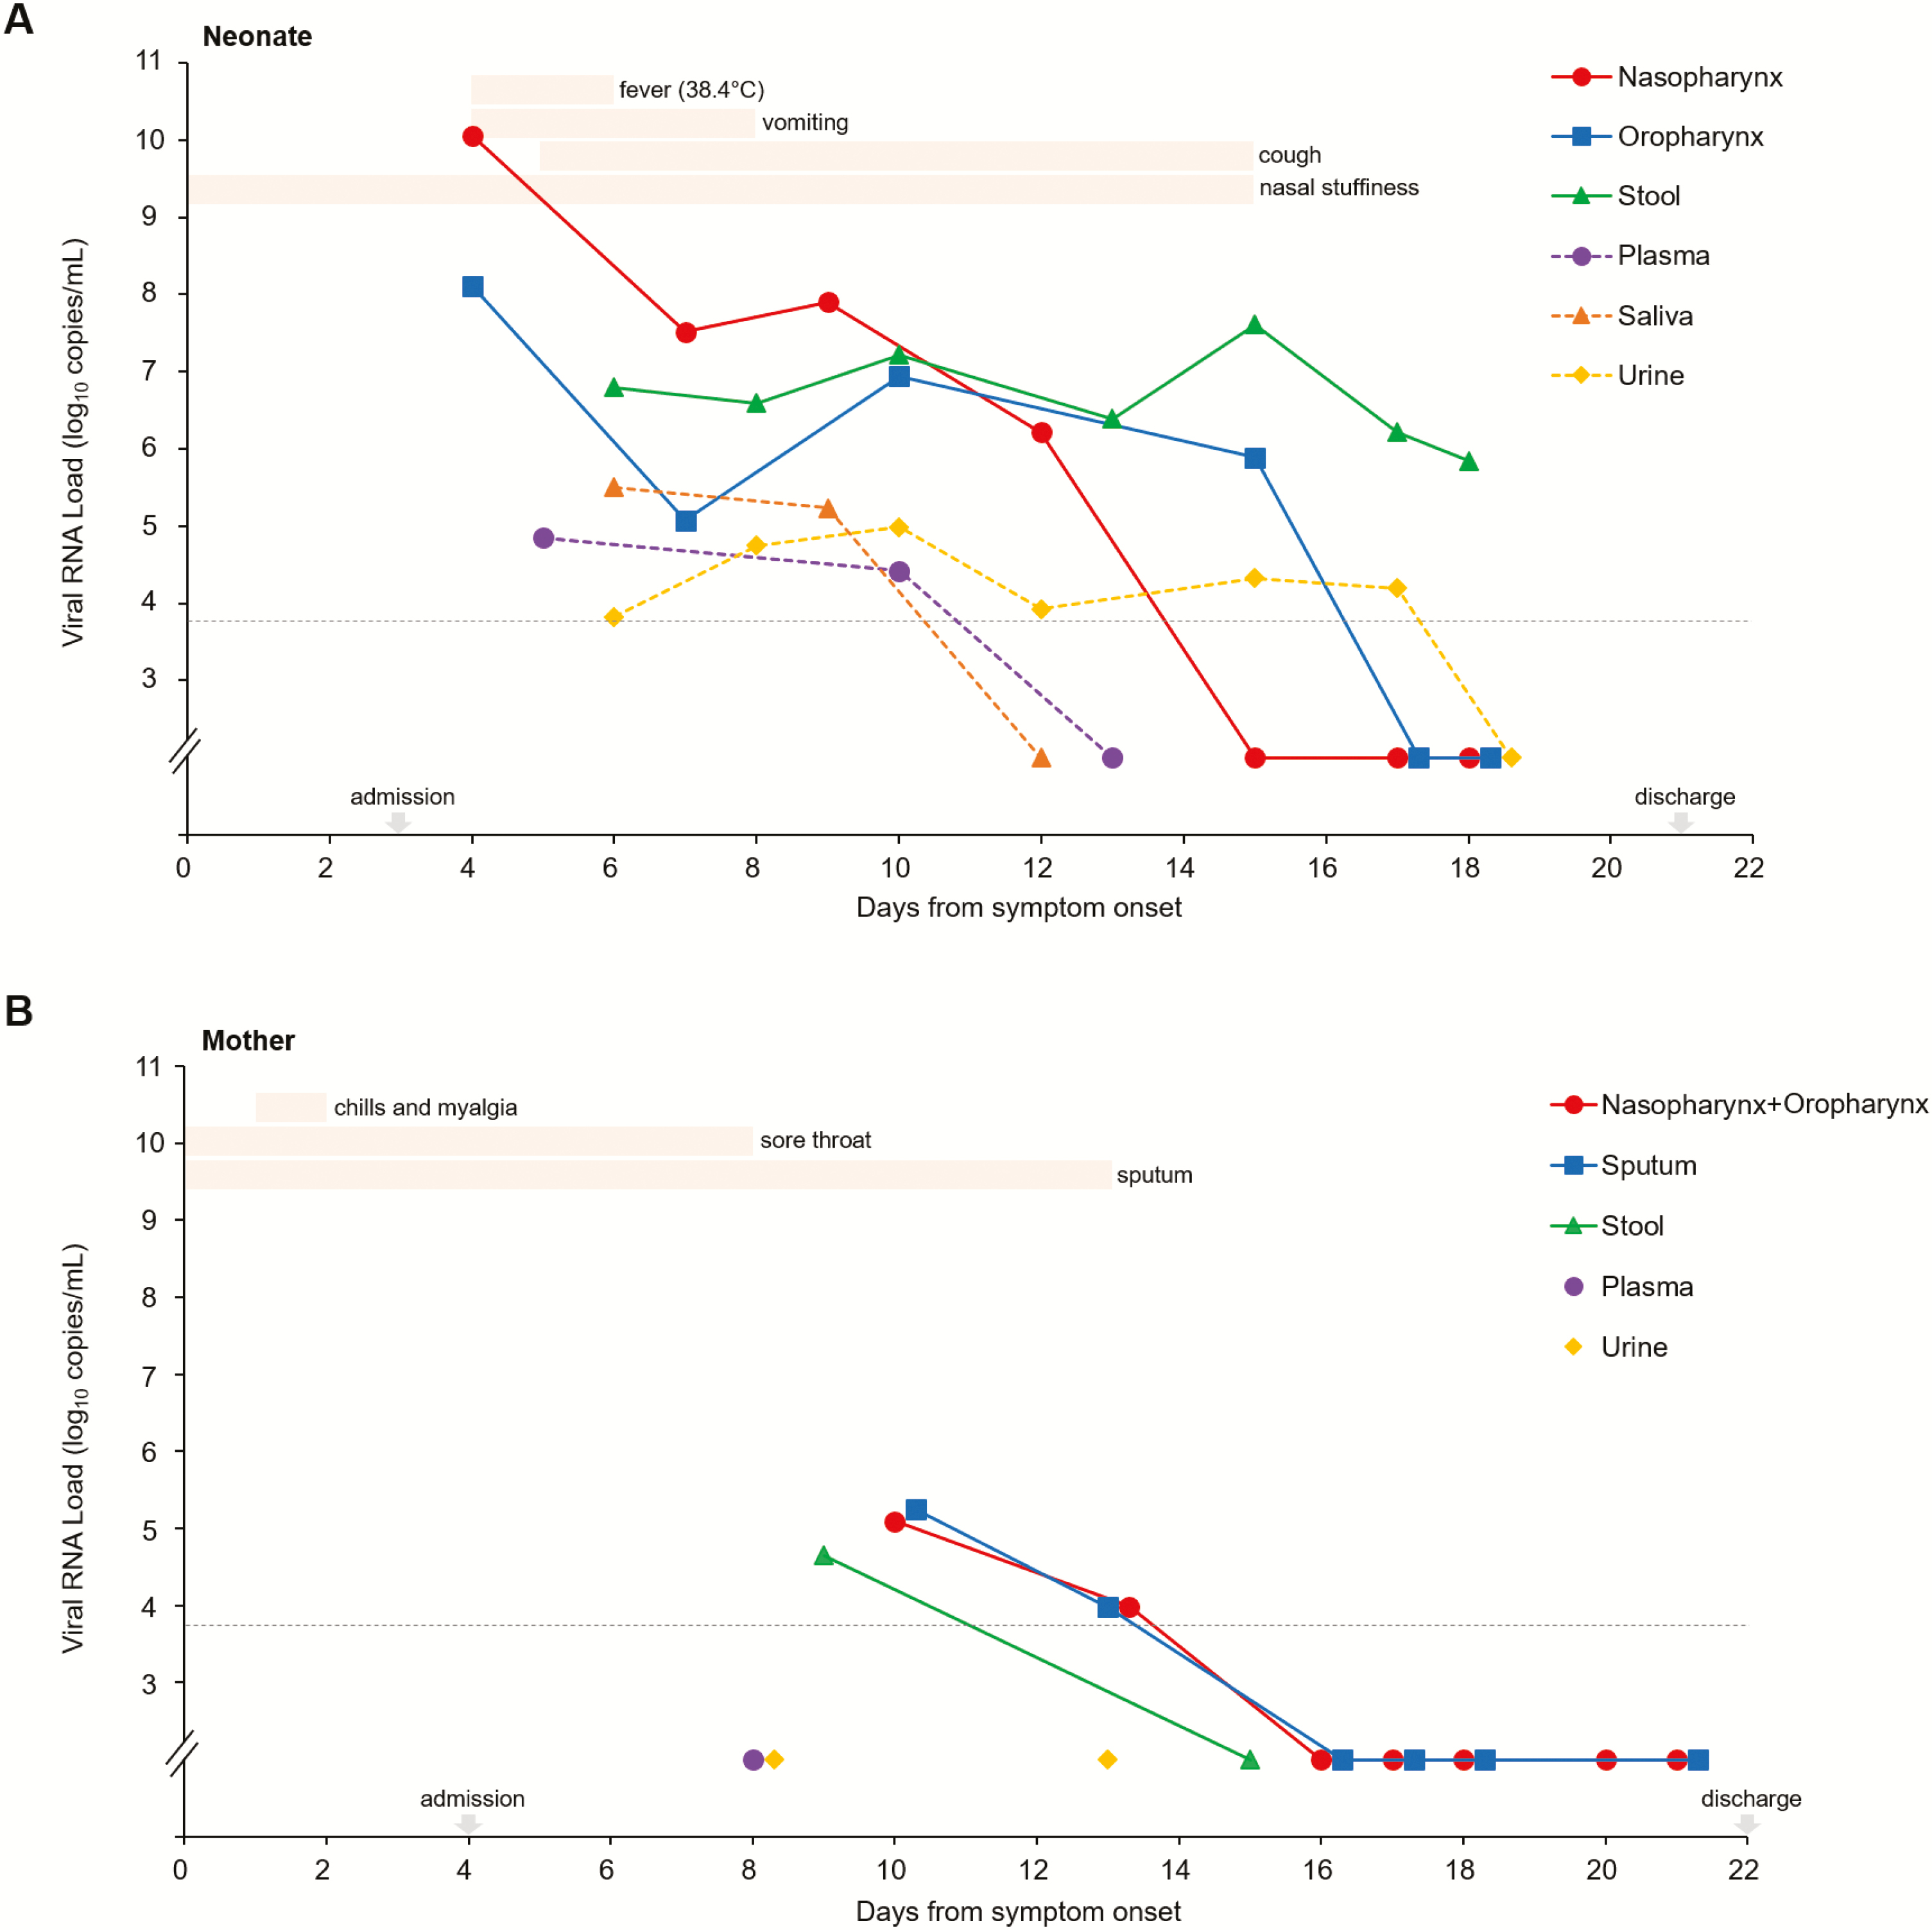 A
Neonate
11
10
9
8
7
6
5
4
3
Viral RNA Load (log10 copies/mL)
fever (38.4°C)
vomiting
cough
nasal stuffiness
Nasopharynx
Oropharynx
Stool
Plasma
Saliva
Urine
admission
discharge
0 2 4 6 8 10 12 14 16 18 20 22
Days from symptom onset
B
Mother
11
10
9
8
7
6
5
4
3
Viral RNA Load (log10 copies/mL)
chills and myalgia
sore throat
sputum
Nasopharynx+Oropharynx
Sputum
Stool
Plasma
Urine
admission
discharge
0 2 4 6 8 10 12 14 16 18 20 22
Days from symptom onset